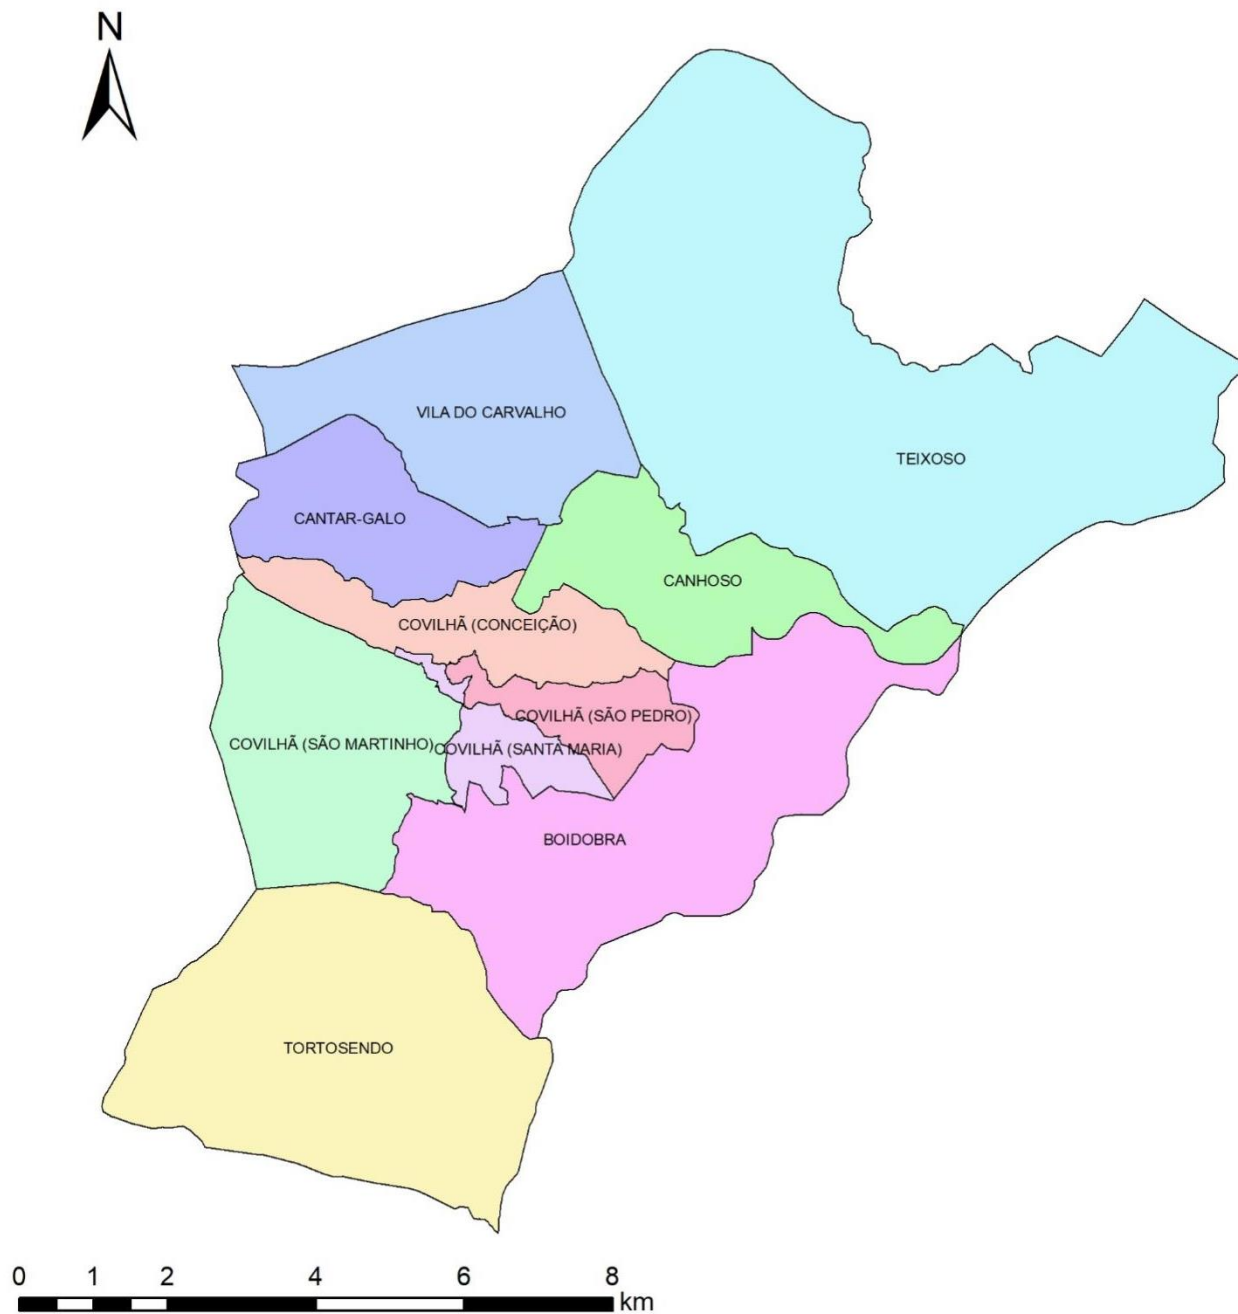 N
VILA DO CARVALHO
TEIXOSO
CANTAR-GALO
CANHOSO
COVILHÃ (CONCEIÇÃO)
COVILHÃ (SÃO PEDRO)
COVILHÃ (SÃO MARTINHO)
COVILHÃ (SANTA MARIA)
BOIDOBRA
TORTOSENDO
0 1 2 4 6 8
km